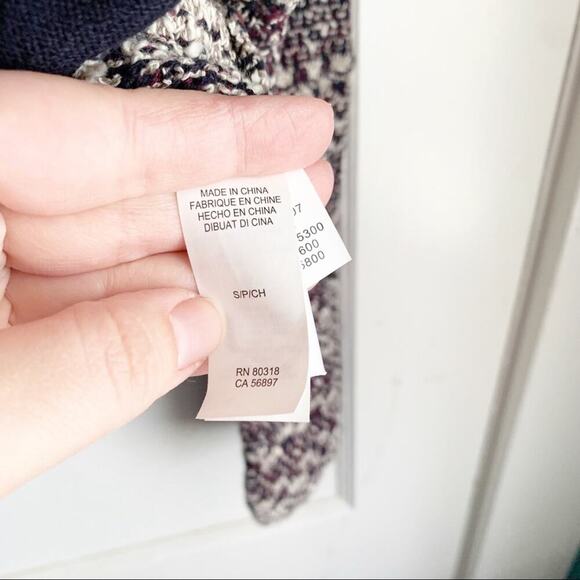 MADE IN CHINA
FABRIQUE EN CHINE
HECHO EN CHINA
DIBUAT DI CINA
S/P/CH
RN 80318
CA 56897
07
5300
600
5800